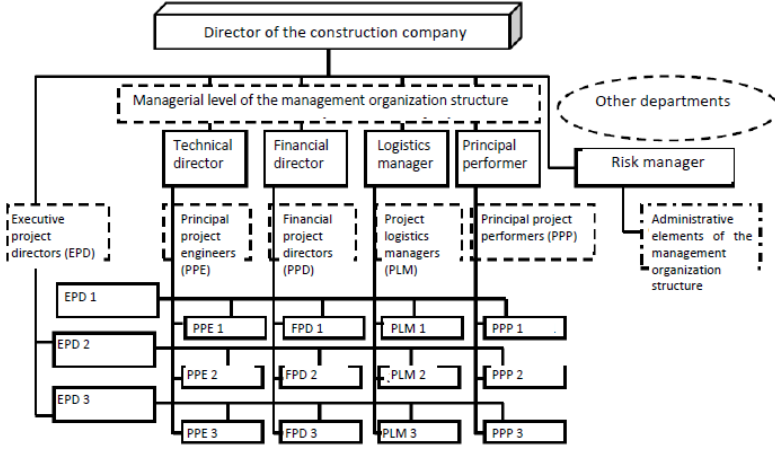 Director of the construction company
Managerial level of the management organization structure
Other departments
Technical
director
Financial
director
Logistics
manager
Principal
performer
Risk manager
Executive
project
directors (EPD)
Principal
project
engineers
(PPE)
Financial
project
directors
(PPD)
Project
logistics
managers
(PLM)
Principal project
performers (PPP)
Administrative
elements of the
management
organization
structure
EPD 1
PPE 1
FPD 1
PLM 1
PPP 1
EPD 2
PPE 2
FPD 2
PLM 2
PPP 2
EPD 3
PPE 3
FPD 3
PLM 3
PPP 3